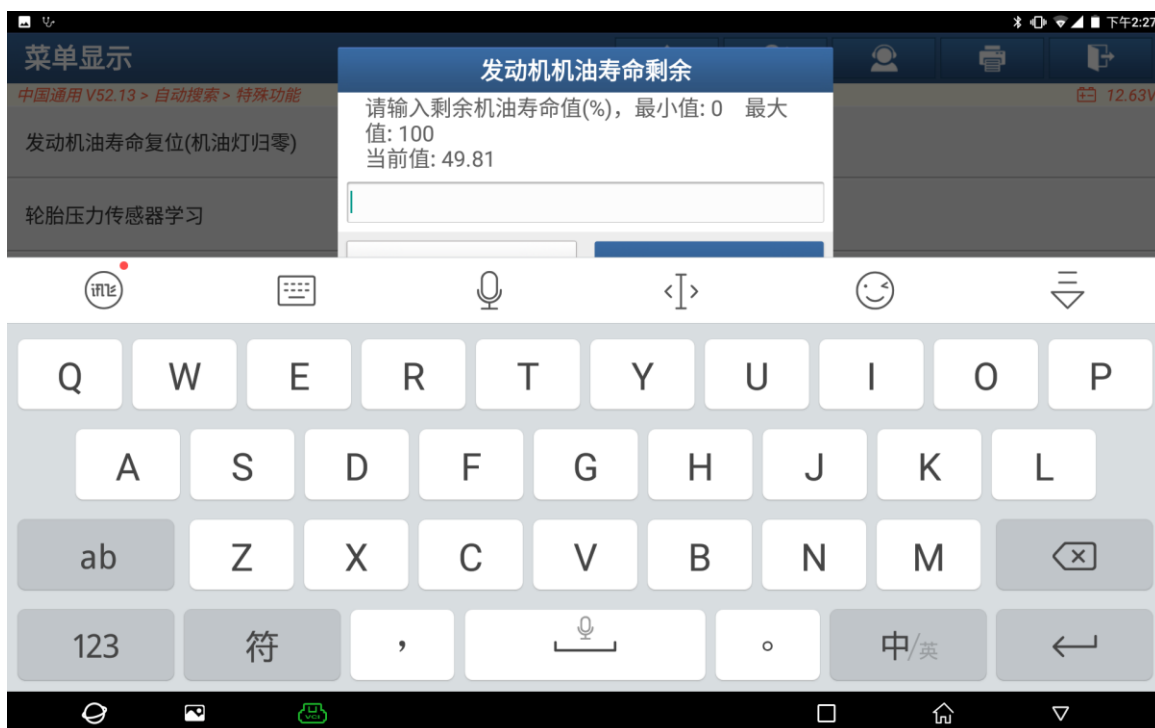 下午2:27
菜单显示
发动机机油寿命剩余
中国通用 V52.13 > 自动搜索 > 特殊功能
12.63V
请输入剩余机油寿命值(%)，最小值: 0 最大
值: 100
当前值: 49.81
发动机油寿命复位(机油灯归零)
轮胎压力传感器学习
iFLY
Q W E R T Y U I O P
A S D F G H J K L
ab Z X C V B N M
123 符 ， 。 中/英
VCI